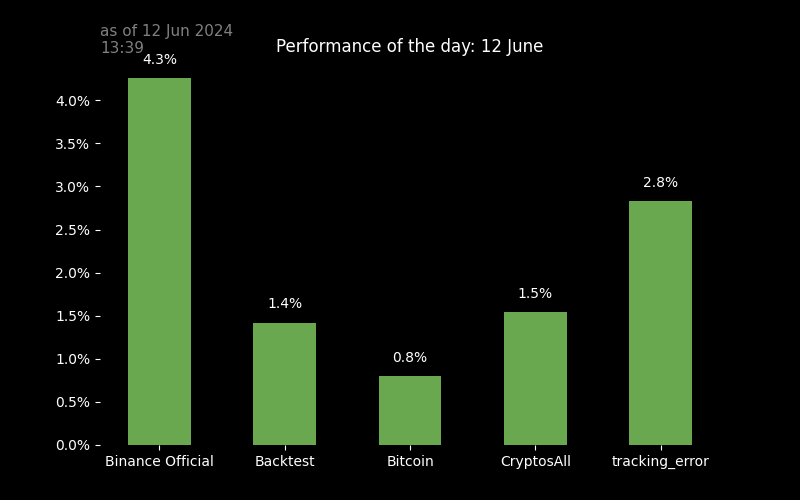 as of 12 Jun 2024
13:39
Performance of the day: 12 June
4.3%
1.4%
0.8%
1.5%
2.8%
4.0%
3.5%
3.0%
2.5%
2.0%
1.5%
1.0%
0.5%
0.0%
Binance Official
Backtest
Bitcoin
CryptosAll
tracking_error